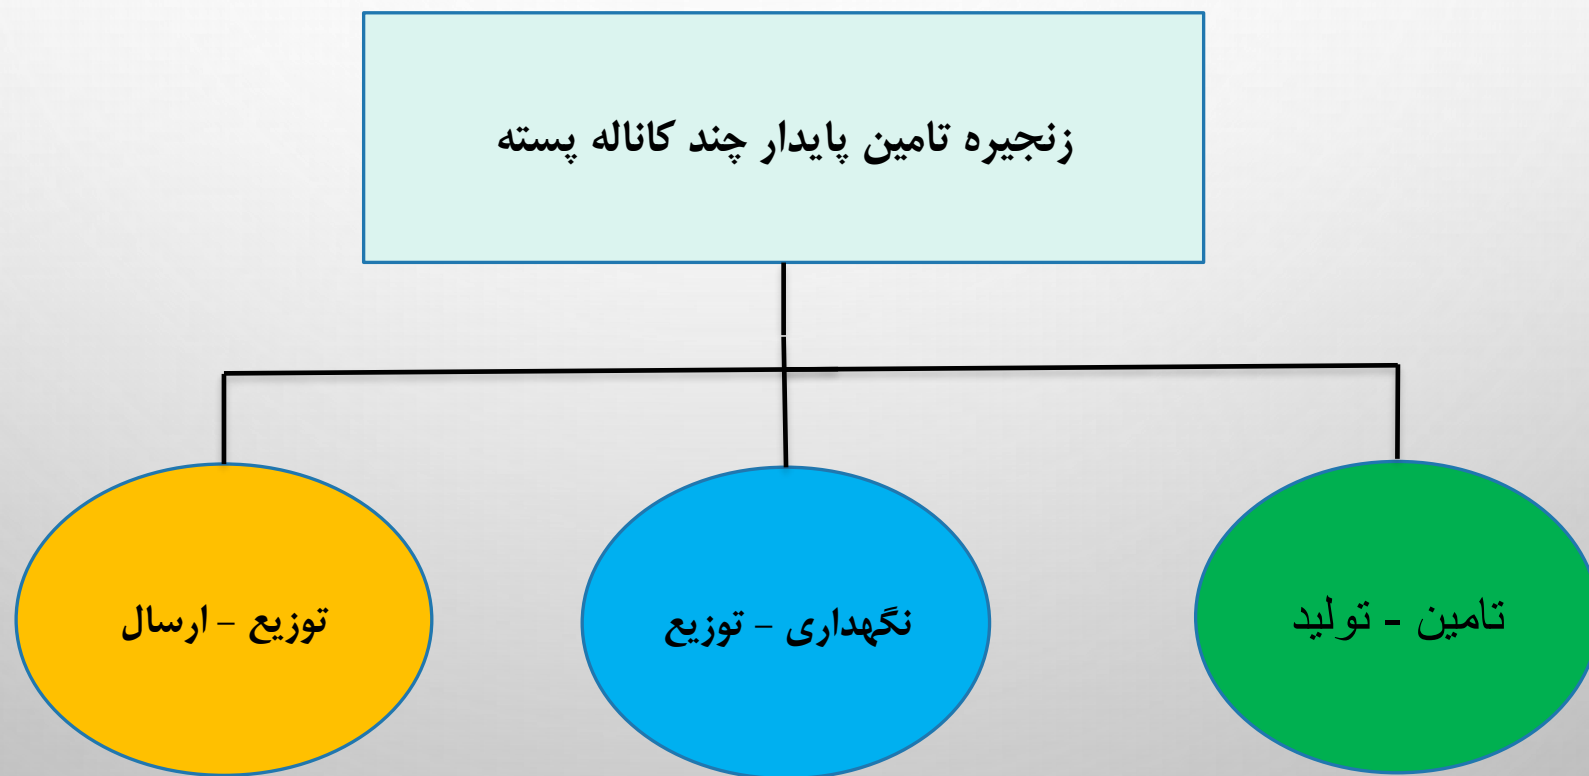 زنجیره تامین پایدار چند کاناله پسته
تامین - تولید
نگهداری – توزیع
توزیع – ارسال